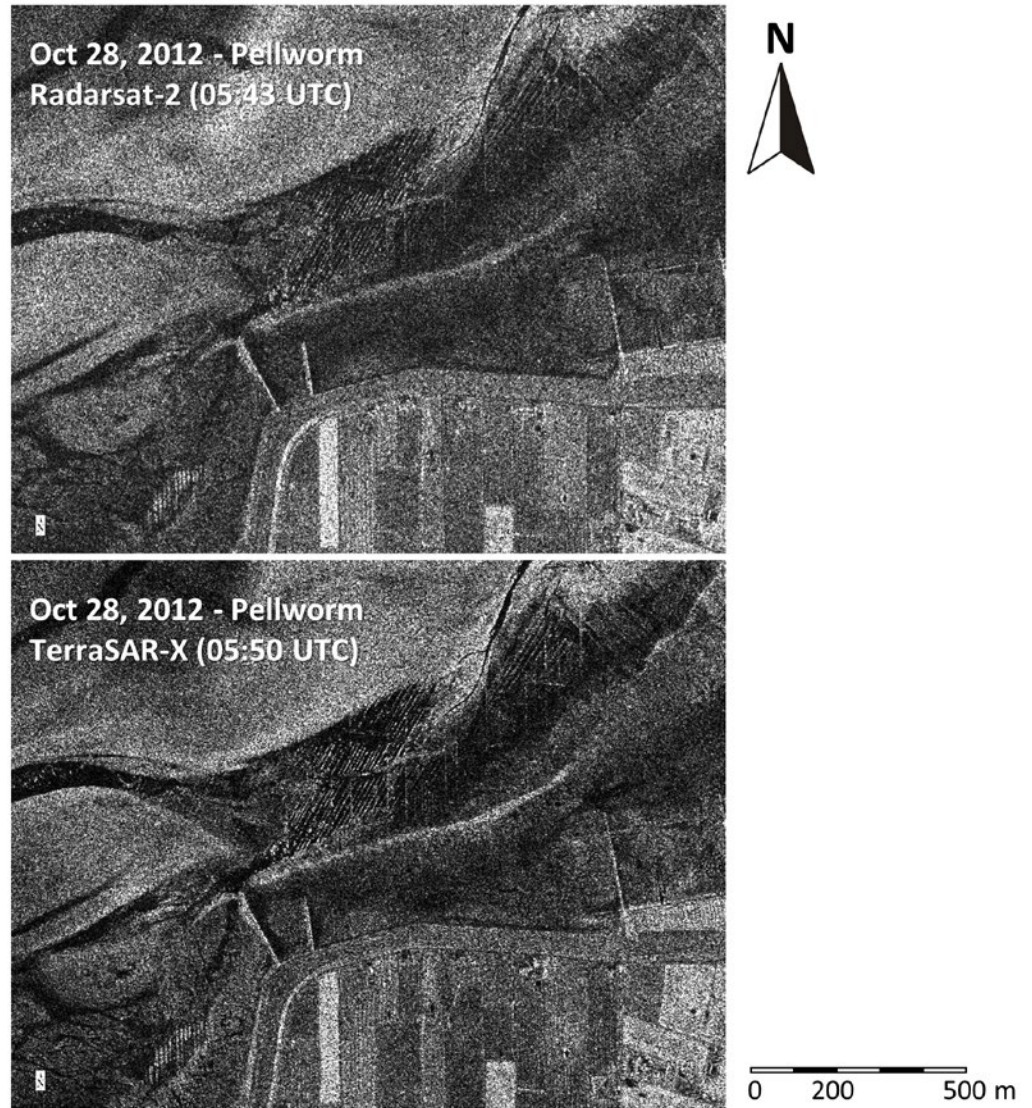 Oct 28, 2012 - Pellworm
Radarsat-2 (05:43 UTC)
N
Oct 28, 2012 - Pellworm
TerraSAR-X (05:50 UTC)
0 200 500 m